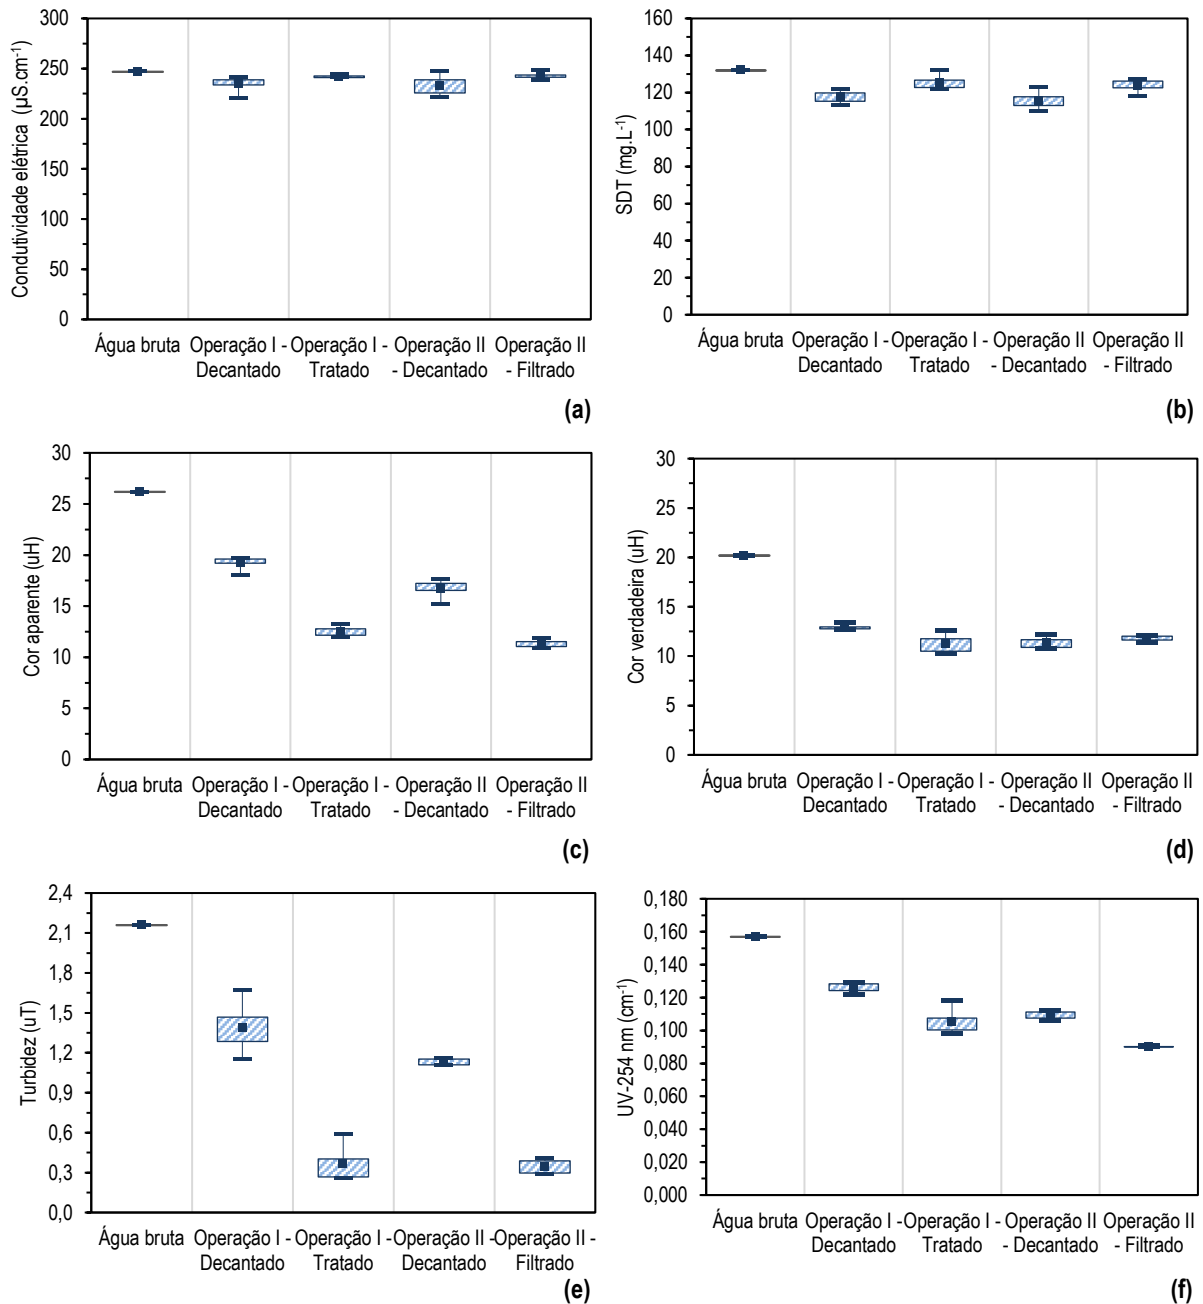 Condutividade elétrica (µS.cm-1)
300
250
200
150
100
50
0
Água bruta Operação I - Operação I - Operação II Operação II
Decantado Tratado - Decantado - Filtrado
(a)
SDT (mg.L-1)
160
140
120
100
80
60
40
20
0
Água bruta Operação I - Operação I - Operação II Operação II
Decantado Tratado - Decantado - Filtrado
(b)
Cor aparente (uH)
30
25
20
15
10
5
0
Água bruta Operação I - Operação I - Operação II Operação II
Decantado Tratado - Decantado - Filtrado
(c)
Cor verdadeira (uH)
30
25
20
15
10
5
0
Água bruta Operação I - Operação I - Operação II Operação II
Decantado Tratado - Decantado - Filtrado
(d)
Turbidez (uT)
2,4
2,1
1,8
1,5
1,2
0,9
0,6
0,3
0,0
Água bruta Operação I - Operação I - Operação II - Operação II -
Decantado Tratado Decantado Filtrado
(e)
UV-254 nm (cm-1)
0,180
0,160
0,140
0,120
0,100
0,080
0,060
0,040
0,020
0,000
Água bruta Operação I - Operação I - Operação II Operação II
Decantado Tratado - Decantado - Filtrado
(f)